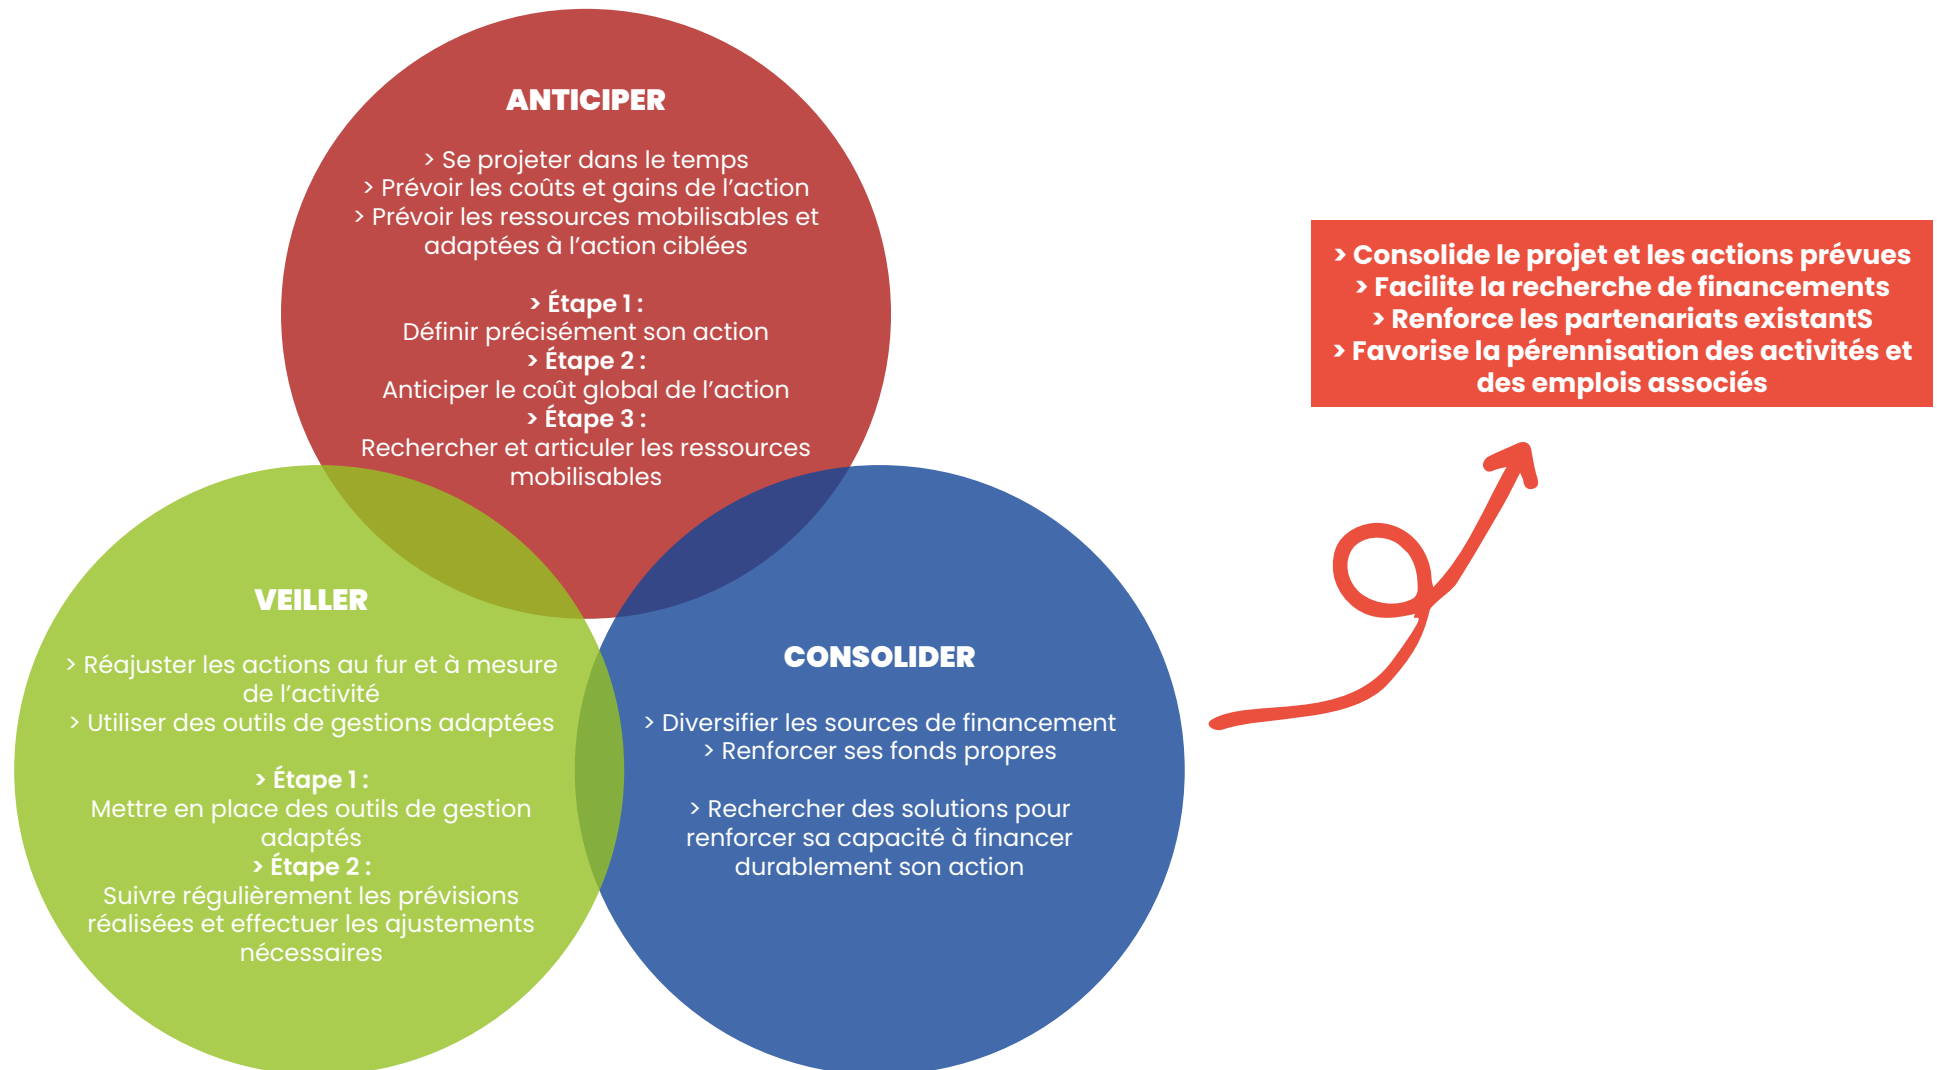 ANTICIPER
> Se projeter dans le temps
> Prévoir les coûts et gains de l’action
> Prévoir les ressources mobilisables et
adaptées à l’action ciblées
> Étape 1 :
Définir précisément son action
> Étape 2 :
Anticiper le coût global de l’action
> Étape 3 :
Rechercher et articuler les ressources
mobilisables
VEILLER
> Réajuster les actions au fur et à mesure
de l’activité
> Utiliser des outils de gestions adaptées
> Étape 1 :
Mettre en place des outils de gestion
adaptés
> Étape 2 :
Suivre régulièrement les prévisions
réalisées et effectuer les ajustements
nécessaires
CONSOLIDER
> Diversifier les sources de financement
> Renforcer ses fonds propres
> Rechercher des solutions pour
renforcer sa capacité à financer
durablement son action
> Consolide le projet et les actions prévues
> Facilite la recherche de financements
> Renforce les partenariats existantS
> Favorise la pérennisation des activités et
des emplois associés